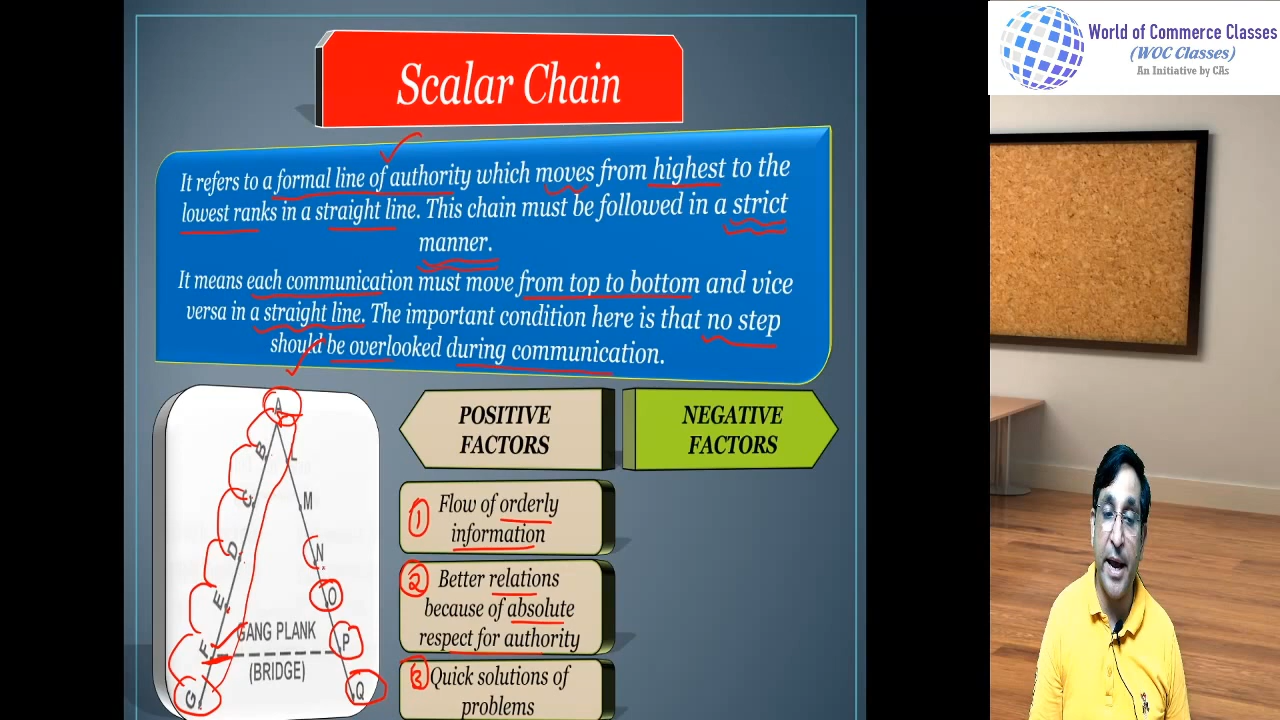 World of Commerce Classes
(WOC Classes)
An Initiative by CAs
Scalar Chain
It refers to a formal line of authority which moves from highest to the
lowest ranks in a straight line. This chain must be followed in a strict
manner.
It means each communication must move from top to bottom and vice
versa in a straight line. The important condition here is that no step
should be overlooked during communication.
A
B
L
C
M
D
N
E
O
F
GANG PLANK
P
(BRIDGE)
G
Q
POSITIVE
FACTORS
NEGATIVE
FACTORS
1
Flow of orderly
information
2
Better relations
because of absolute
respect for authority
3
Quick solutions of
problems